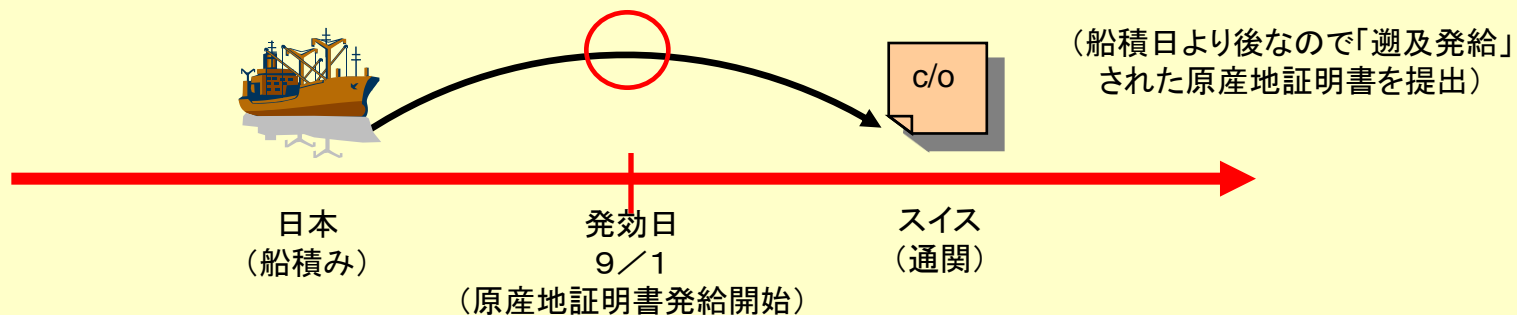 c/o
（船積日より後なので「遡及発給」
された原産地証明書を提出）
日本
（船積み）
発効日
９／１
（原産地証明書発給開始）
スイス
（通関）